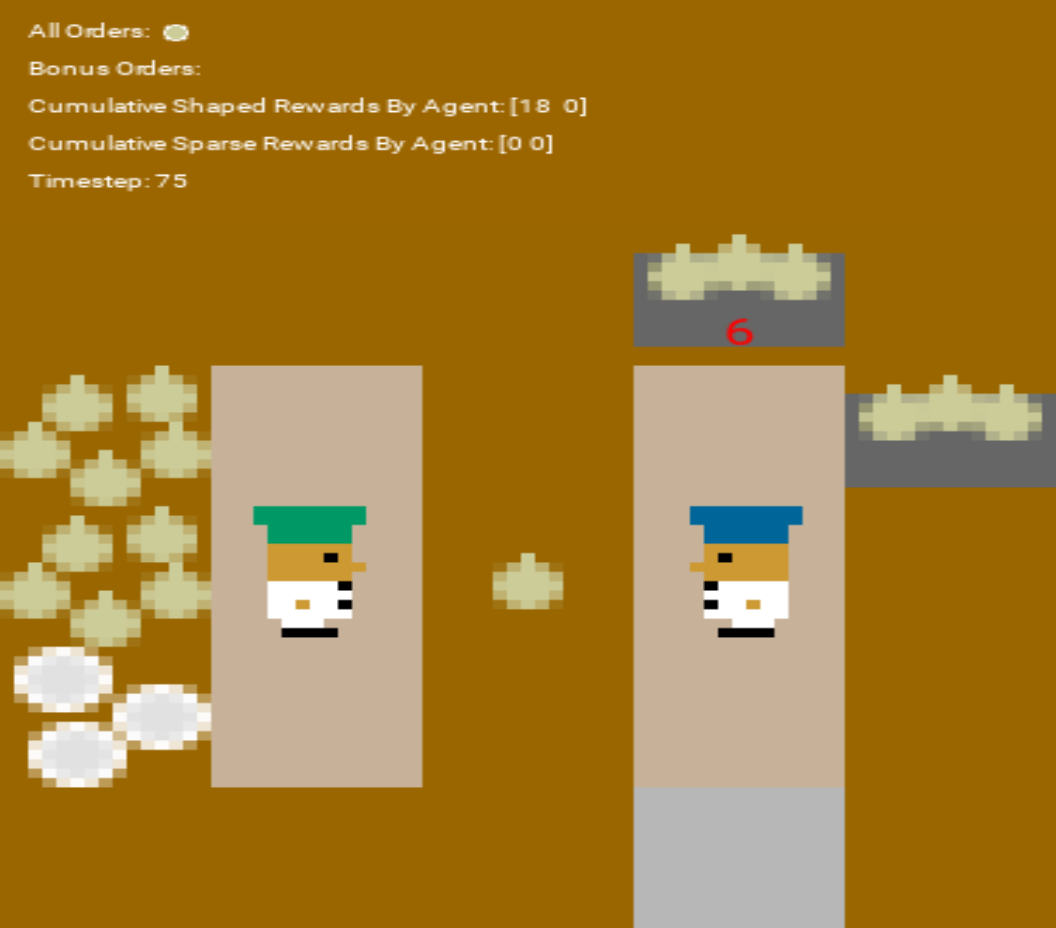 All Orders:
Bonus Orders:
Cumulative Shaped Rewards By Agent: [18 0]
Cumulative Sparse Rewards By Agent: [0 0]
Timestep: 75
6